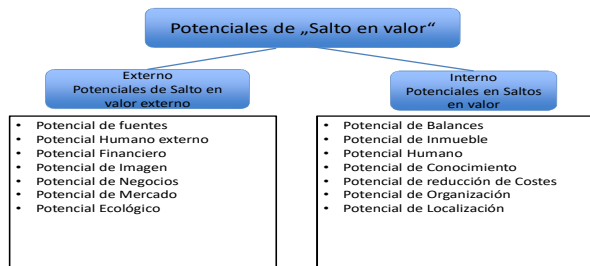 Potenciales de „Salto en valor“
Externo
Potenciales de Salto en
valor externo
Interno
Potenciales en Saltos
en valor
• Potencial de fuentes
• Potencial Humano externo
• Potencial Financiero
• Potencial de Imagen
• Potencial de Negocios
• Potencial de Mercado
• Potencial Ecológico
• Potencial de Balances
• Potencial de Inmueble
• Potencial Humano
• Potencial de Conocimiento
• Potencial de reducción de Costes
• Potencial de Organización
• Potencial de Localización